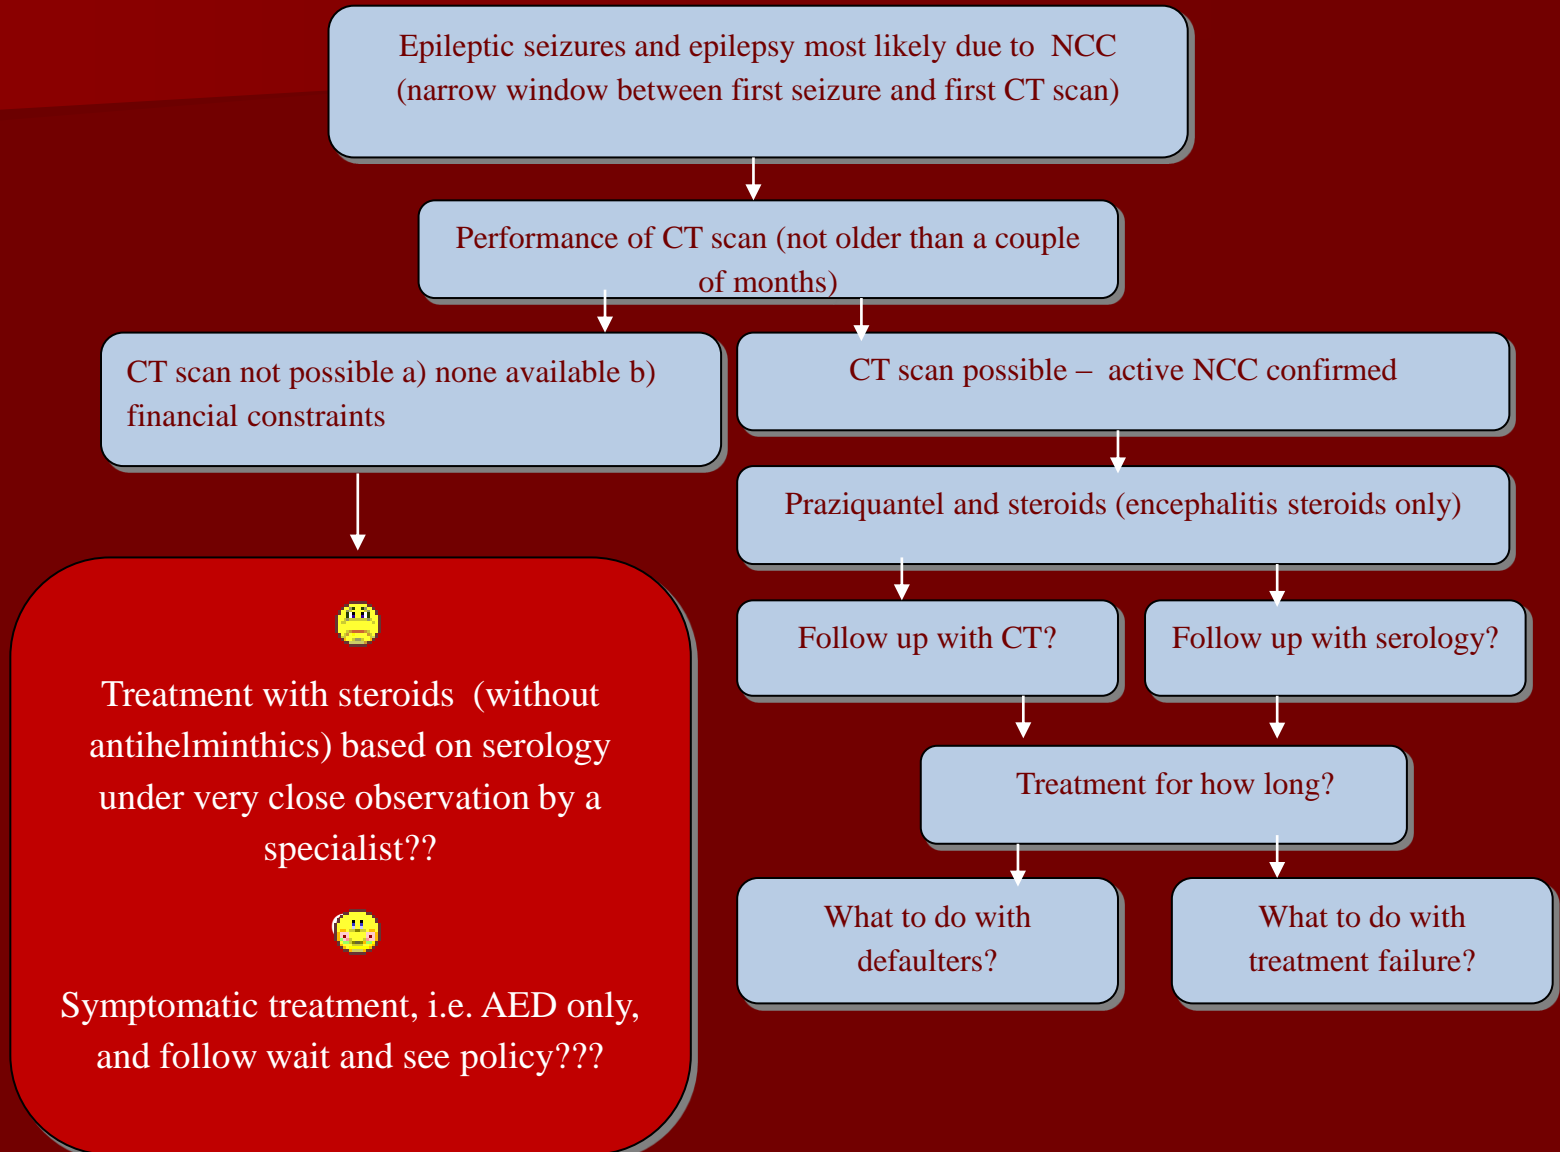 Epileptic seizures and epilepsy most likely due to NCC
(narrow window between first seizure and first CT scan)
Performance of CT scan (not older than a couple
of months)
CT scan not possible a) none available b)
financial constraints
CT scan possible – active NCC confirmed
Praziquantel and steroids (encephalitis steroids only)
Follow up with CT?
Follow up with serology?
Treatment for how long?
What to do with
defaulters?
What to do with
treatment failure?
Treatment with steroids (without
antihelminthics) based on serology
under very close observation by a
specialist??
Symptomatic treatment, i.e. AED only,
and follow wait and see policy???